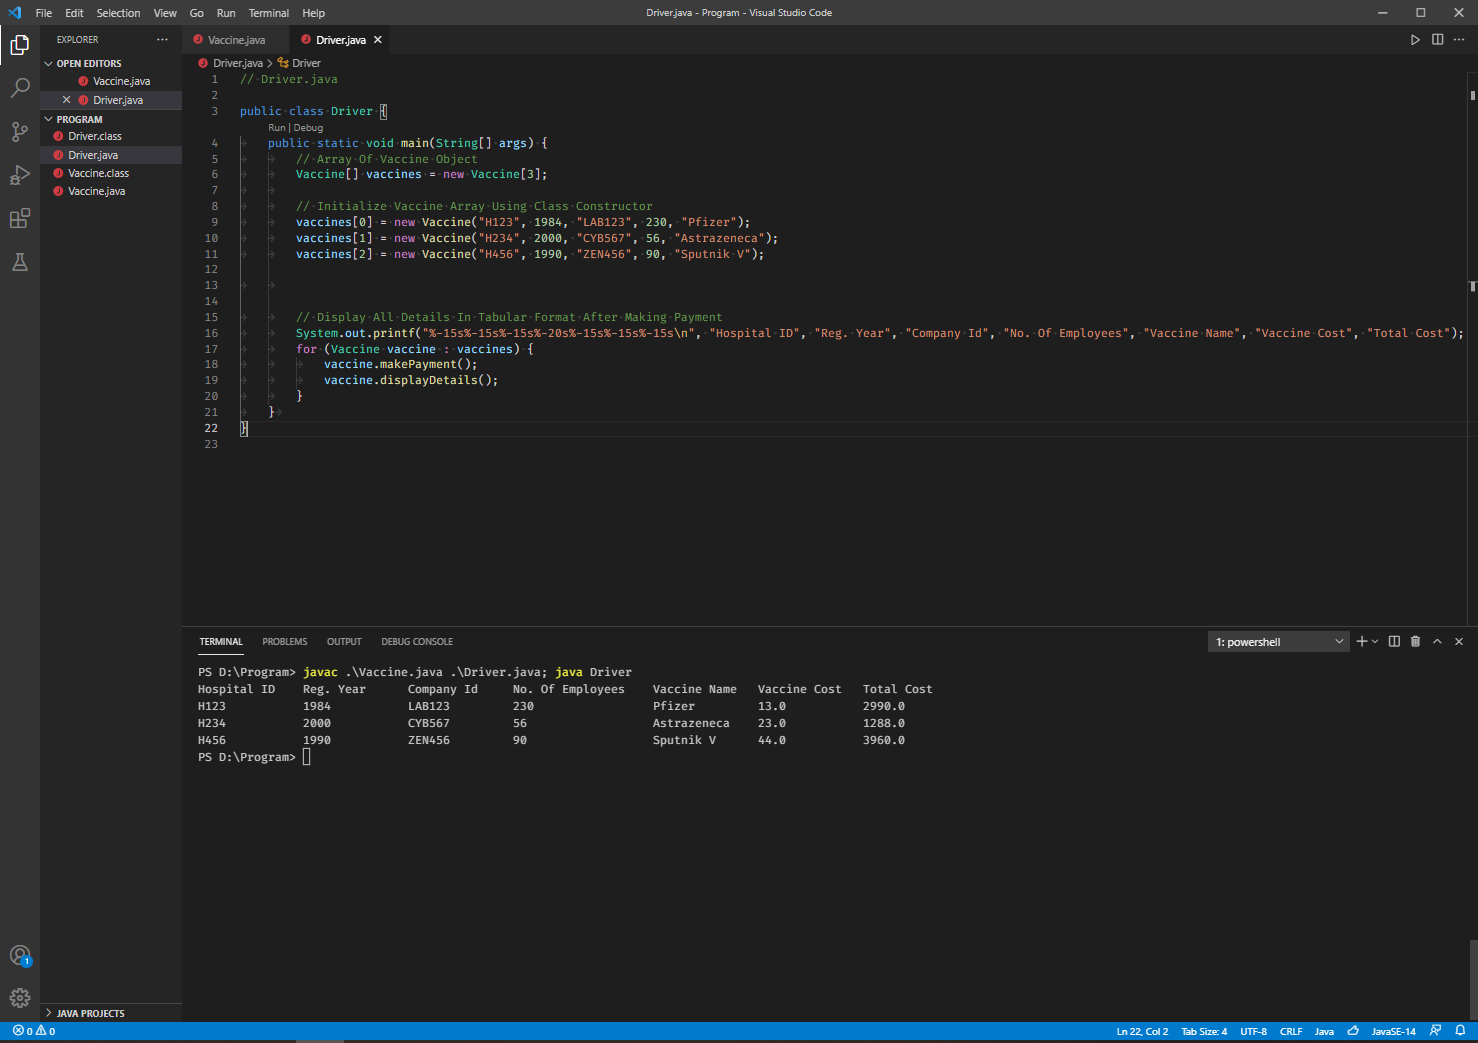 File Edit Selection View Go Run Terminal Help
Driver.java - Program - Visual Studio Code
EXPLORER
OPEN EDITORS
Vaccine.java
Driver.java
PROGRAM
Driver.class
Driver.java
Vaccine.class
Vaccine.java
JAVA PROJECTS
Vaccine.java Driver.java
Driver.java > Driver
1 // Driver.java
2
3 public class Driver {
Run | Debug
4 public static void main(String[] args) {
5 // Array Of Vaccine Object
6 Vaccine[] vaccines = new Vaccine[3];
7
8 // Initialize Vaccine Array Using Class Constructor
9 vaccines[0] = new Vaccine("H123", 1984, "LAB123", 230, "Pfizer");
10 vaccines[1] = new Vaccine("H234", 2000, "CYB567", 56, "Astrazeneca");
11 vaccines[2] = new Vaccine("H456", 1990, "ZEN456", 90, "Sputnik V");
12
13
14
15 // Display All Details In Tabular Format After Making Payment
16 System.out.printf("%-15s%-15s%-15s%-20s%-15s%-15s%-15s\n", "Hospital ID", "Reg. Year", "Company Id", "No. Of Employees", "Vaccine Name", "Vaccine Cost", "Total Cost");
17 for (Vaccine vaccine : vaccines) {
18 vaccine.makePayment();
19 vaccine.displayDetails();
20 }
21 }
22 }
23
TERMINAL PROBLEMS OUTPUT DEBUG CONSOLE
1: powershell
PS D:\Program> javac .\Vaccine.java .\Driver.java; java Driver
Hospital ID Reg. Year Company Id No. Of Employees Vaccine Name Vaccine Cost Total Cost
H123 1984 LAB123 230 Pfizer 13.0 2990.0
H234 2000 CYB567 56 Astrazeneca 23.0 1288.0
H456 1990 ZEN456 90 Sputnik V 44.0 3960.0
PS D:\Program>
1
0 0
Ln 22, Col 2 Tab Size: 4 UTF-8 CRLF Java JavaSE-14